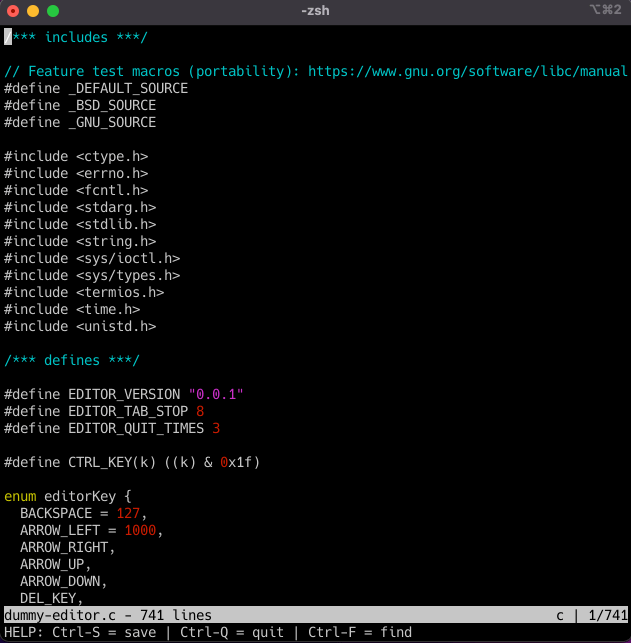 -zsh
⌥⌘2
/*** includes ***/
// Feature test macros (portability): https://www.gnu.org/software/libc/manual
#define _DEFAULT_SOURCE
#define _BSD_SOURCE
#define _GNU_SOURCE
#include <ctype.h>
#include <errno.h>
#include <fcntl.h>
#include <stdarg.h>
#include <stdlib.h>
#include <string.h>
#include <sys/ioctl.h>
#include <sys/types.h>
#include <termios.h>
#include <time.h>
#include <unistd.h>
/*** defines ***/
#define EDITOR_VERSION "0.0.1"
#define EDITOR_TAB_STOP 8
#define EDITOR_QUIT_TIMES 3
#define CTRL_KEY(k) ((k) & 0x1f)
enum editorKey {
  BACKSPACE = 127,
  ARROW_LEFT = 1000,
  ARROW_RIGHT,
  ARROW_UP,
  ARROW_DOWN,
  DEL_KEY,
dummy-editor.c - 741 lines c | 1/741
HELP: Ctrl-S = save | Ctrl-Q = quit | Ctrl-F = find